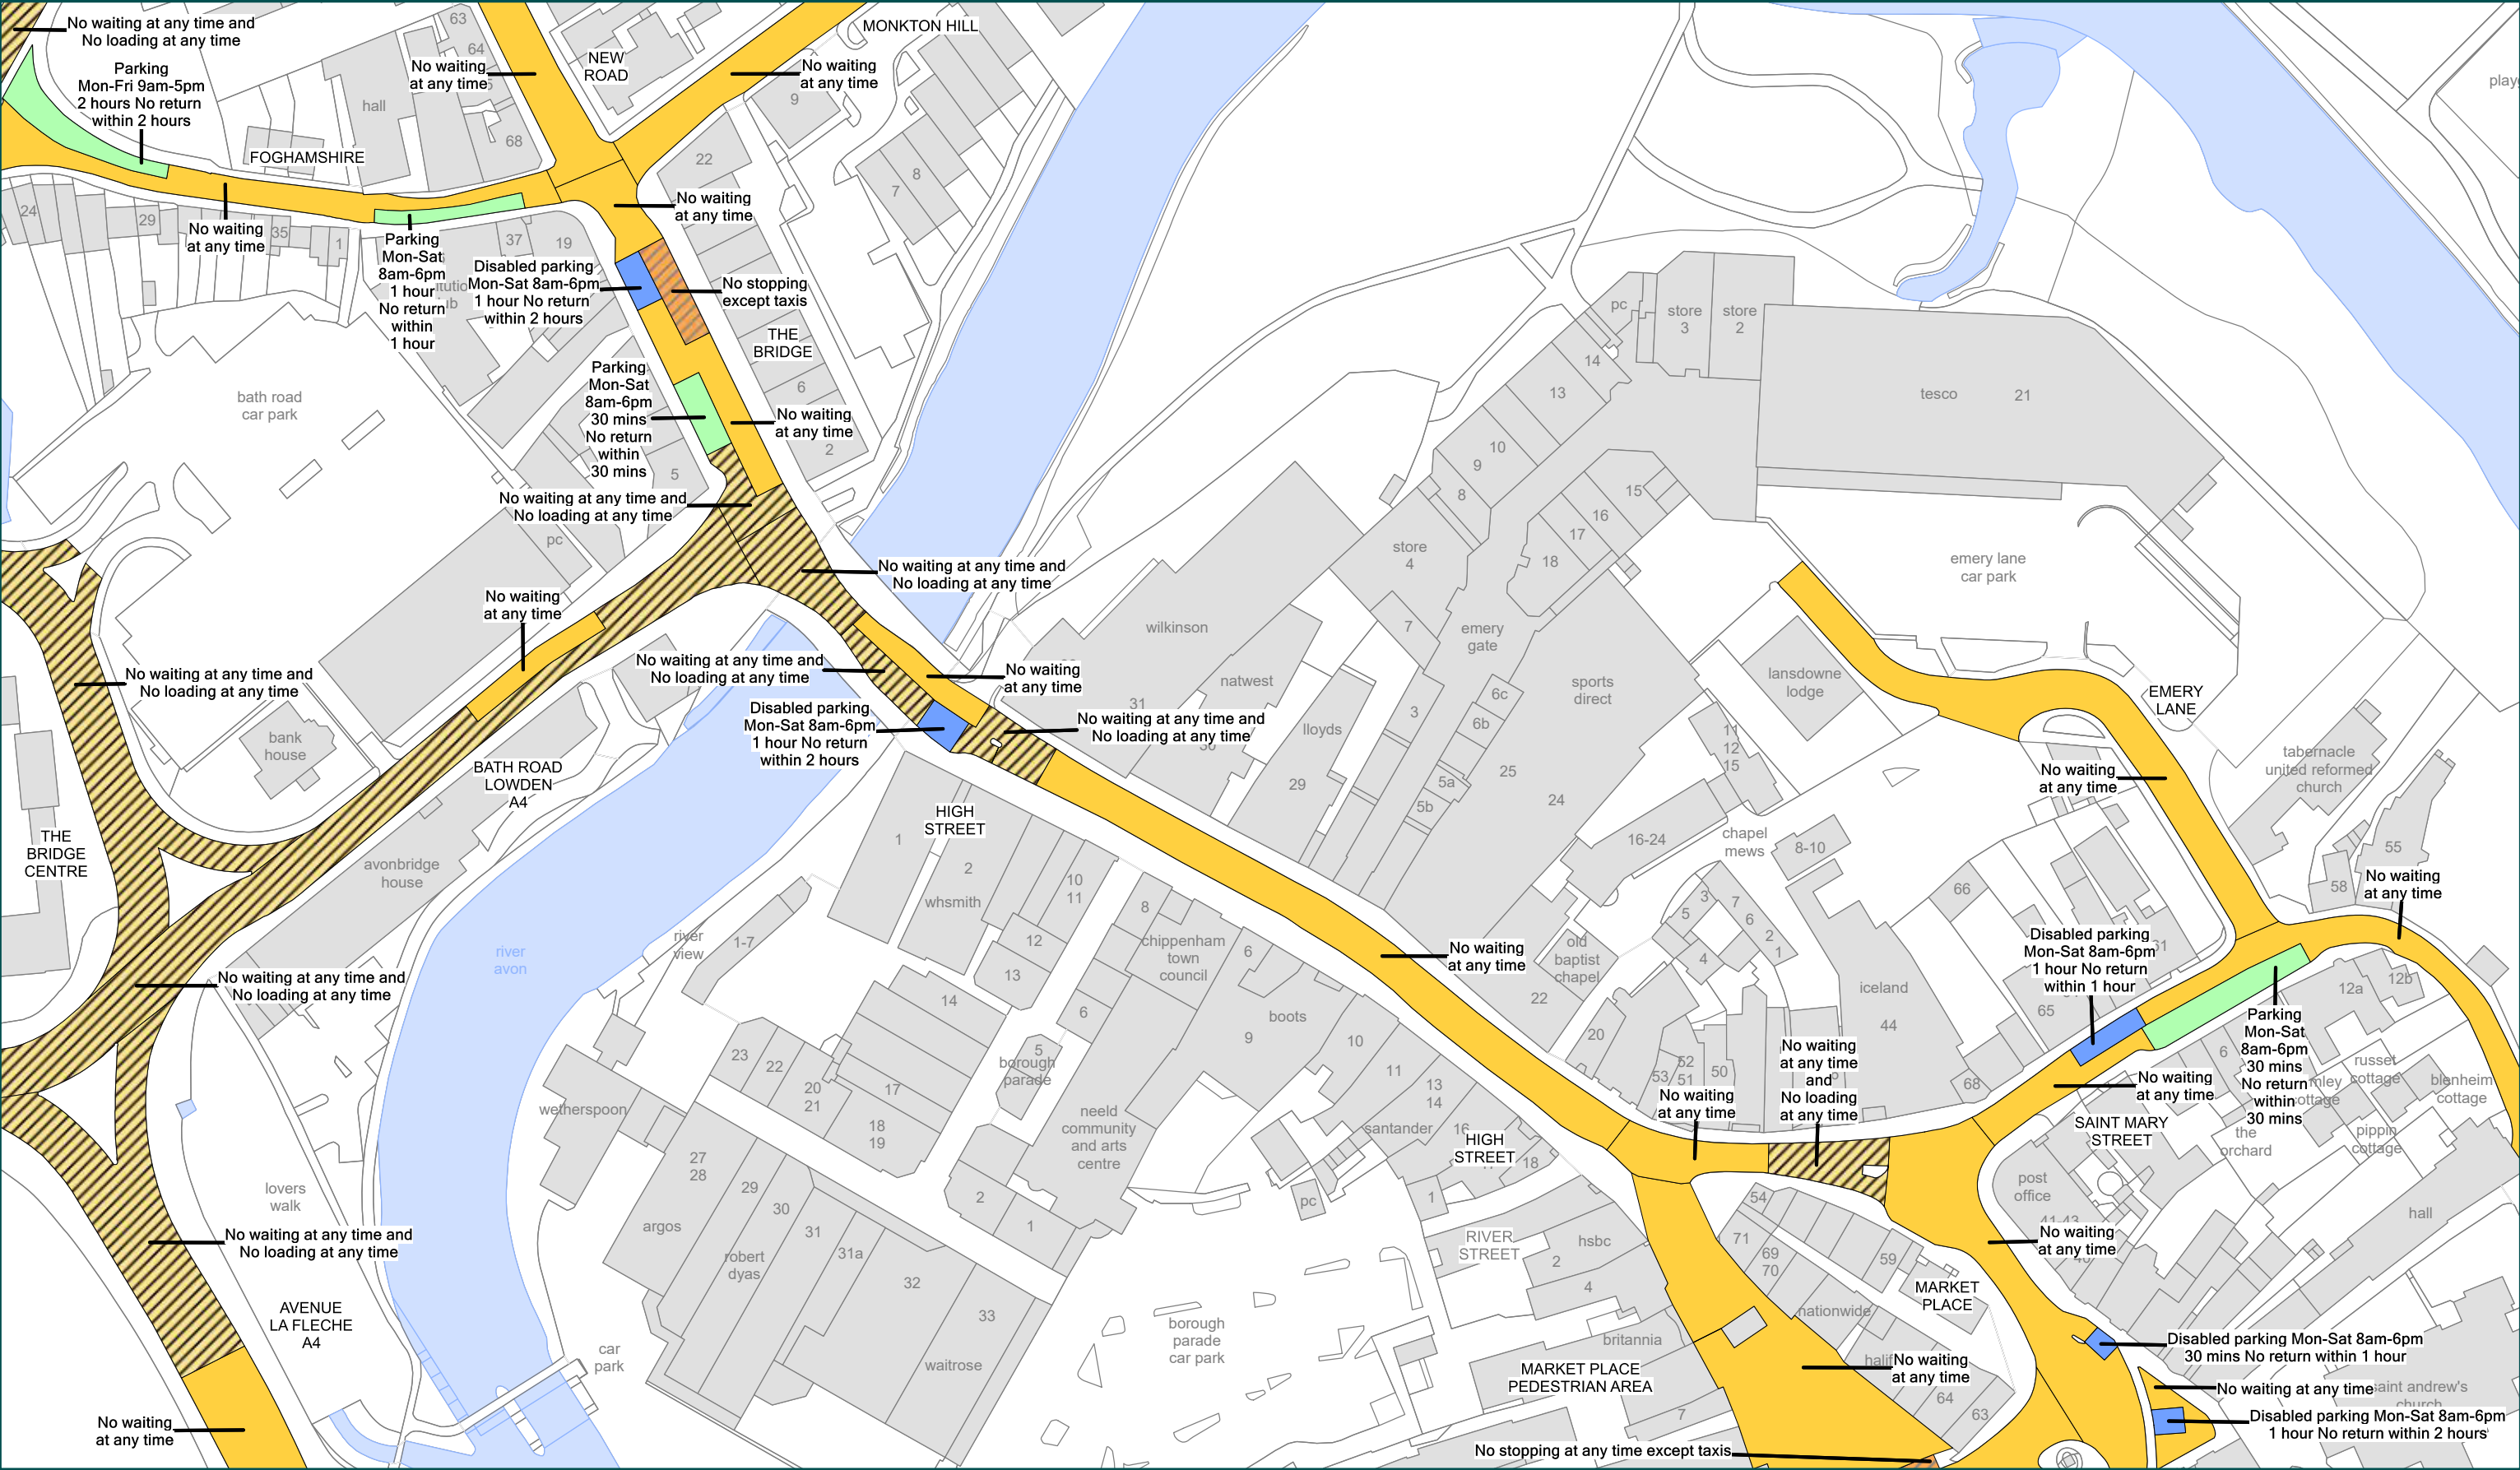 No waiting at any time and
No loading at any time
Parking
Mon-Fri 9am-5pm
2 hours No return
within 2 hours
FOGHAMSHIRE
hall
63
64
68
No waiting
at any time
NEW
ROAD
MONKTON HILL
No waiting
at any time
9
22
8
7
play
24
29
35
1
No waiting
at any time
Parking
Mon-Sat
8am-6pm
1 hour
No return
within
1 hour
37
19
Disabled parking
Mon-Sat 8am-6pm
1 hour No return
within 2 hours
No waiting
at any time
No stopping
except taxis
THE
BRIDGE
6
2
Parking
Mon-Sat
8am-6pm
30 mins
No return
within
30 mins
No waiting
at any time
5
No waiting at any time and
No loading at any time
bath road
car park
pc
No waiting
at any time
No waiting at any time and
No loading at any time
No waiting at any time and
No loading at any time
No waiting at any time and
No loading at any time
No waiting
at any time
Disabled parking
Mon-Sat 8am-6pm
1 hour No return
within 2 hours
No waiting at any time and
No loading at any time
bank
house
BATH ROAD
LOWDEN
A4
THE
BRIDGE
CENTRE
avonbridge
house
river
avon
No waiting at any time and
No loading at any time
lovers
walk
No waiting at any time and
No loading at any time
AVENUE
LA FLECHE
A4
No waiting
at any time
car
park
pc
store
3
store
2
14
13
10
9
8
tesco
21
15
16
17
18
store
4
7
emery
gate
emery lane
car park
wilkinson
natwest
31
lloyds
29
3
6c
6b
5a
5b
25
24
sports
direct
lansdowne
lodge
11
12
15
16-24
chapel
mews
8-10
EMERY
LANE
tabernacle
united reformed
church
55
58
No waiting
at any time
No waiting
at any time
HIGH
STREET
1
2
whsmith
10
11
12
13
8
chippenham
town
council
6
boots
9
river
view
1-7
14
6
5
borough
parade
23
22
20
21
17
18
19
wetherspoon
neeld
community
and arts
centre
10
11
13
14
santander
16
18
HIGH
STREET
pc
1
No waiting
at any time
old
baptist
chapel
22
20
3
5
4
7
6
2
1
53
52
51
50
No waiting
at any time
No waiting
at any time
and
No loading
at any time
iceland
44
66
65
61
68
Disabled parking
Mon-Sat 8am-6pm
1 hour No return
within 1 hour
12a
12b
Parking
Mon-Sat
8am-6pm
30 mins
No return
within
30 mins
6
russet
cottage
blenheim
cottage
pippin
cottage
the
orchard
hall
No waiting
at any time
SAINT MARY
STREET
post
office
41-43
No waiting
at any time
27
28
29
30
31
31a
32
33
argos
robert
dyas
waitrose
2
1
borough
parade
car park
RIVER
STREET
hsbc
2
4
britannia
MARKET PLACE
PEDESTRIAN AREA
7
54
71
69
70
59
nationwide
MARKET
PLACE
No waiting
at any time
64
63
Disabled parking Mon-Sat 8am-6pm
30 mins No return within 1 hour
No waiting at any time
saint andrew's
church
Disabled parking Mon-Sat 8am-6pm
1 hour No return within 2 hours
No stopping at any time except taxis